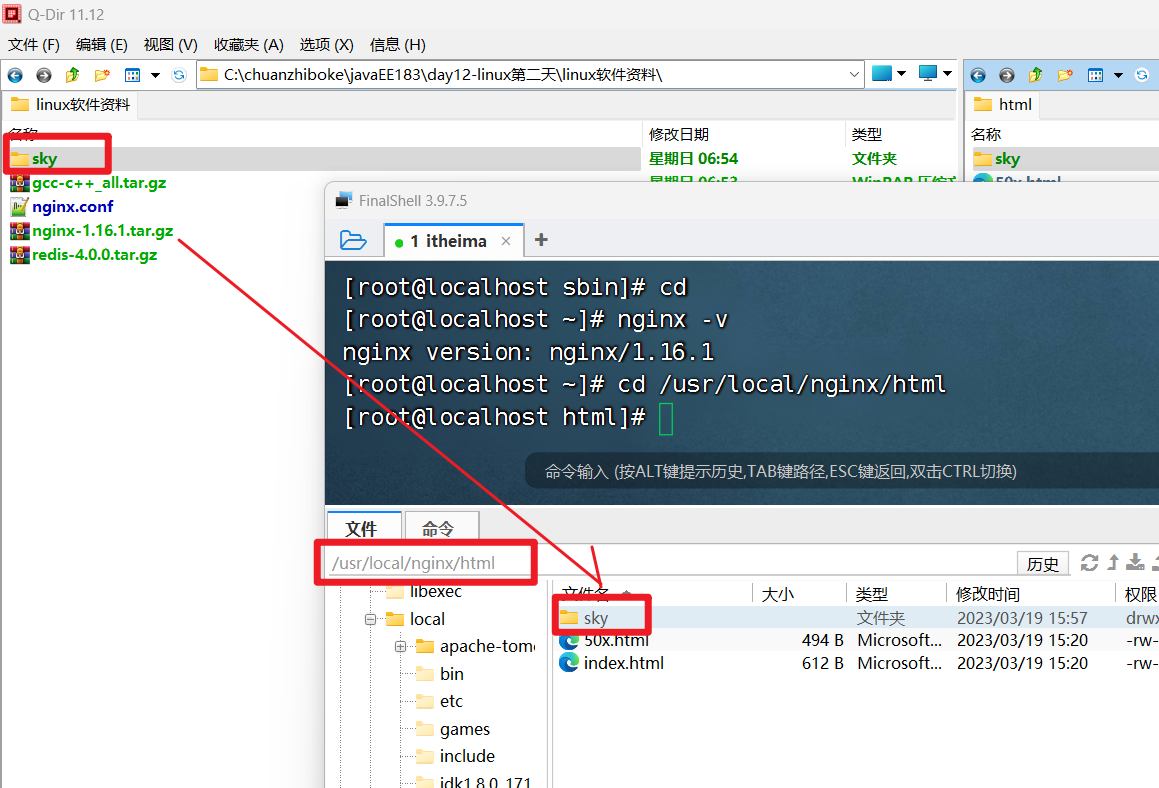 Q-Dir 11.12
文件 (F) 编辑 (E) 视图 (V) 收藏夹 (A) 选项 (X) 信息 (H)
C:\chuanzhiboke\javaEE183\day12-linux第二天\linux软件资料\
linux软件资料
html
名称 修改日期 类型
名称
sky 星期日 06:54 文件夹
sky
gcc-c++_all.tar.gz 星期日 06:53 WinRAR
50x.html
nginx.conf
nginx-1.16.1.tar.gz
redis-4.0.0.tar.gz
FinalShell 3.9.7.5
1 itheima × +
[root@localhost sbin]# cd
[root@localhost ~]# nginx -v
nginx version: nginx/1.16.1
[root@localhost ~]# cd /usr/local/nginx/html
[root@localhost html]#
命令输入 (按ALT键提示历史,TAB键路径,ESC键返回,双击CTRL切换)
文件 命令
/usr/local/nginx/html 历史
libexec
local
apache-tom
bin
etc
games
include
jdk1.8.0_171
文件名 大小 类型 修改时间 权限
sky 文件夹 2023/03/19 15:57 drwx
50x.html 494 B Microsoft... 2023/03/19 15:20 -rw-
index.html 612 B Microsoft... 2023/03/19 15:20 -rw-